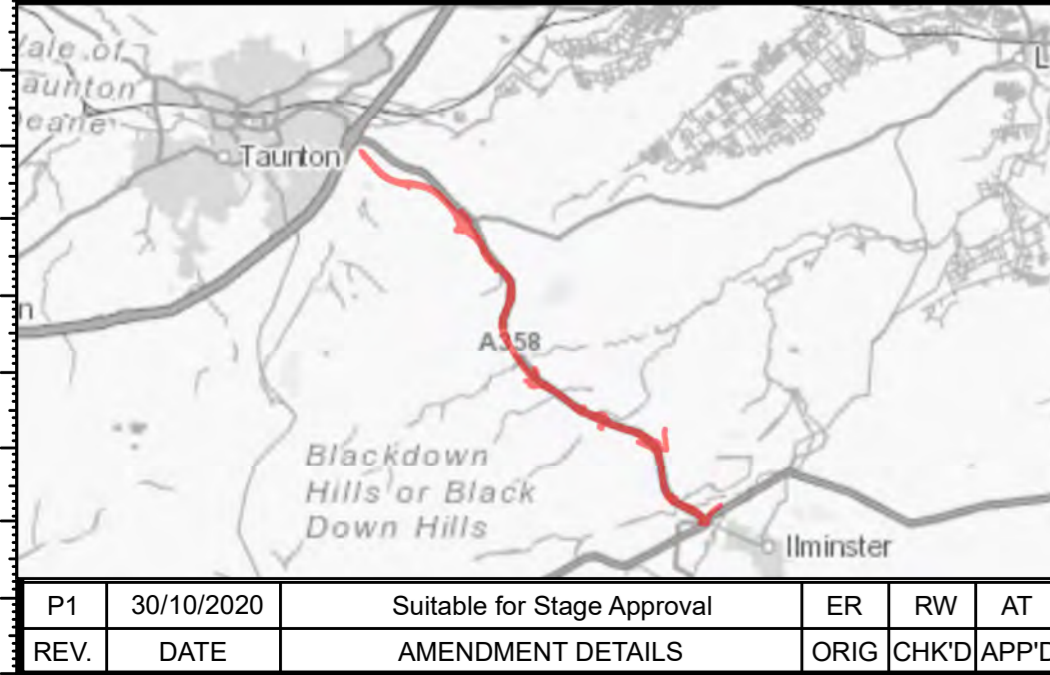 ale of
aunton
eane
Taunton
L
n
A358
Blackdown
Hills or Black
Down Hills
Ilminster
P1 30/10/2020 Suitable for Stage Approval ER RW AT
REV. DATE AMENDMENT DETAILS ORIG CHK'D APP'D